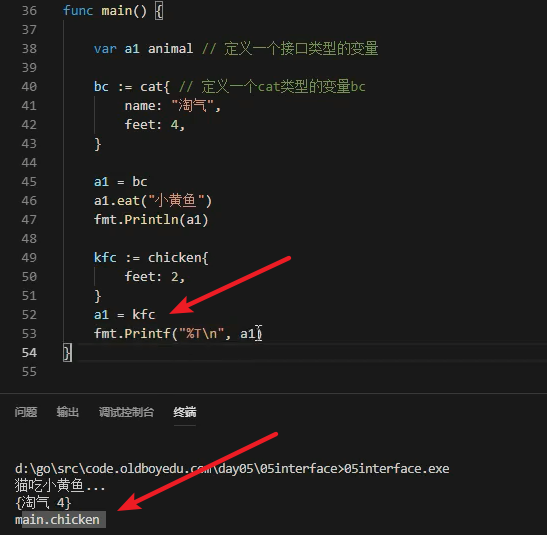 36 func main() {
37
38 var a1 animal // 定义一个接口类型的变量
39
40 bc := cat{ // 定义一个cat类型的变量bc
41 name: "淘气",
42 feet: 4,
43 }
44
45 a1 = bc
46 a1.eat("小黄鱼")
47 fmt.Println(a1)
48
49 kfc := chicken{
50 feet: 2,
51 }
52 a1 = kfc
53 fmt.Printf("%T\n", a1)
54 }
55
问题 输出 调试控制台 终端
d:\go\src\code.oldboyedu.com\day05\05interface>05interface.exe
猫吃小黄鱼...
{淘气 4}
main.chicken